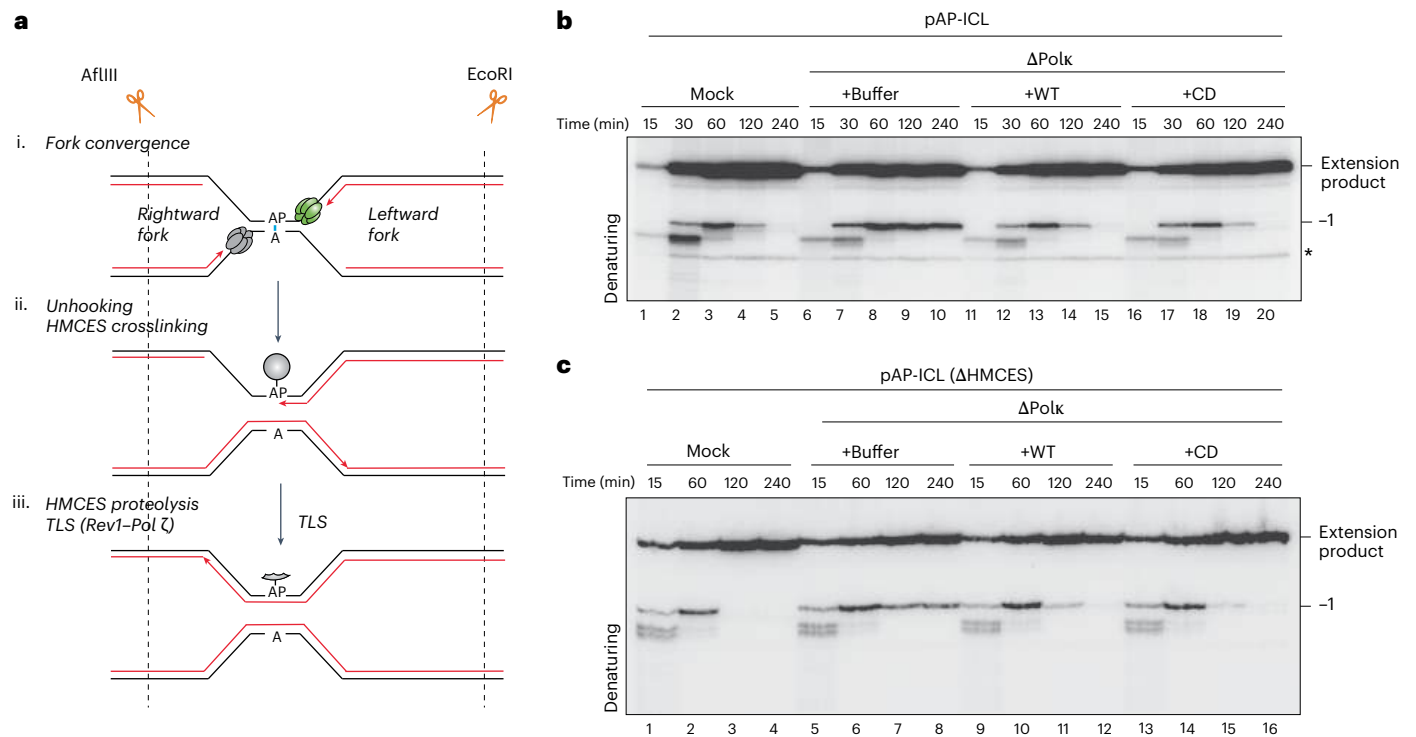 a
AflIII
EcoRI
i. Fork convergence
Rightward
fork
AP
A
Leftward
fork
ii. Unhooking
HMCES crosslinking
AP
A
iii. HMCES proteolysis
TLS (Rev1–Pol ζ)
TLS
AP
A
b
pAP-ICL
ΔPolκ
Mock +Buffer +WT +CD
Time (min) 15 30 60 120 240 15 30 60 120 240 15 30 60 120 240 15 30 60 120 240
Extension
product
–1
*
Denaturing
1 2 3 4 5 6 7 8 9 10 11 12 13 14 15 16 17 18 19 20
c
pAP-ICL (ΔHMCES)
ΔPolκ
Mock +Buffer +WT +CD
Time (min) 15 60 120 240 15 60 120 240 15 60 120 240 15 60 120 240
Extension
product
–1
Denaturing
1 2 3 4 5 6 7 8 9 10 11 12 13 14 15 16